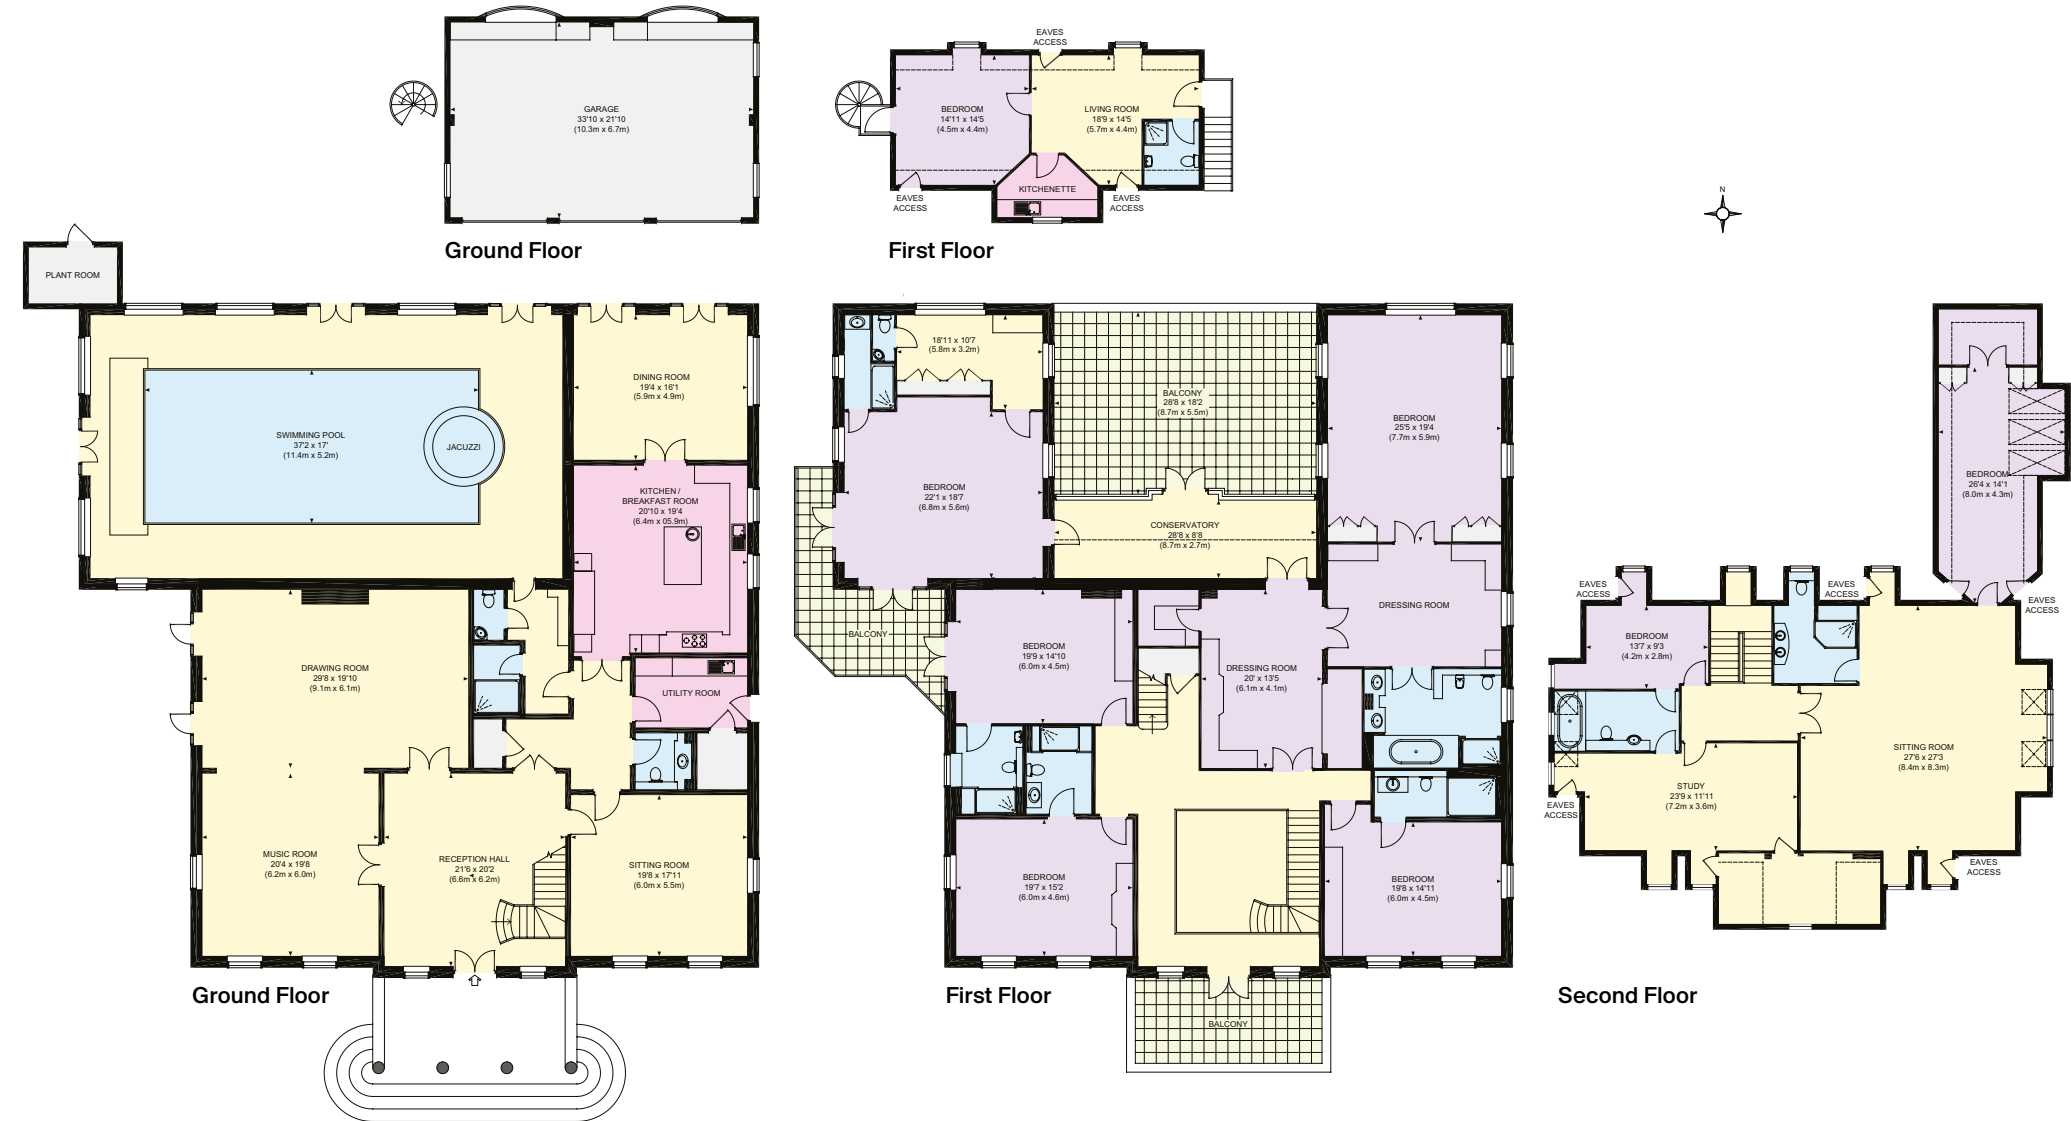 GARAGE
33'10 x 21'10
(10.3m x 6.7m)
Ground Floor
EAVES
ACCESS
BEDROOM
14'11 x 14'5
(4.5m x 4.4m)
LIVING ROOM
18'9 x 14'5
(5.7m x 4.4m)
KITCHENETTE
EAVES
ACCESS
EAVES
ACCESS
First Floor
N
PLANT ROOM
SWIMMING POOL
37'2 x 17'
(11.4m x 5.2m)
JACUZZI
DINING ROOM
19'4 x 16'1
(5.9m x 4.9m)
KITCHEN /
BREAKFAST ROOM
20'10 x 19'4
(6.4m x 05.9m)
UTILITY ROOM
DRAWING ROOM
29'8 x 19'10
(9.1m x 6.1m)
MUSIC ROOM
20'4 x 19'8
(6.2m x 6.0m)
RECEPTION HALL
21'6 x 20'2
(6.6m x 6.2m)
SITTING ROOM
19'8 x 17'11
(6.0m x 5.5m)
Ground Floor
18'11 x 10'7
(5.8m x 3.2m)
BALCONY
28'8 x 18'2
(8.7m x 5.5m)
BEDROOM
25'5 x 19'4
(7.7m x 5.9m)
BEDROOM
22'1 x 18'7
(6.8m x 5.6m)
CONSERVATORY
28'8 x 8'8
(8.7m x 2.7m)
DRESSING ROOM
BALCONY
BEDROOM
19'9 x 14'10
(6.0m x 4.5m)
DRESSING ROOM
20' x 13'5
(6.1m x 4.1m)
BEDROOM
19'7 x 15'2
(6.0m x 4.6m)
BEDROOM
19'8 x 14'11
(6.0m x 4.5m)
BALCONY
First Floor
BEDROOM
26'4 x 14'1
(8.0m x 4.3m)
EAVES
ACCESS
EAVES
ACCESS
EAVES
ACCESS
BEDROOM
13'7 x 9'3
(4.2m x 2.8m)
SITTING ROOM
27'6 x 27'3
(8.4m x 8.3m)
STUDY
23'9 x 11'11
(7.2m x 3.6m)
EAVES
ACCESS
EAVES
ACCESS
Second Floor